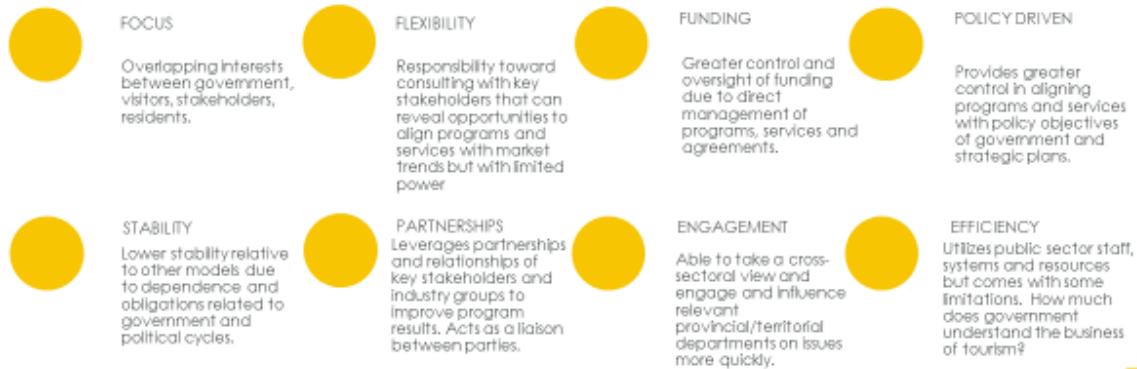 FOCUS
Overlapping interests
between government,
visitors, stakeholders,
residents.
FLEXIBILITY
Responsibility toward
consulting with key
stakeholders that can
reveal opportunities to
align programs and
services with market
trends but with limited
power
FUNDING
Greater control and
oversight of funding
due to direct
management of
programs, services and
agreements.
POLICY DRIVEN
Provides greater
control in aligning
programs and services
with policy objectives
of government and
strategic plans.
STABILITY
Lower stability relative
to other models due
to dependence and
obligations related to
government and
political cycles.
PARTNERSHIPS
Leverages partnerships
and relationships of
key stakeholders and
industry groups to
improve program
results. Acts as a liaison
between parties.
ENGAGEMENT
Able to take a cross-
sectoral view and
engage and influence
relevant
provincial/territorial
departments on issues
more quickly.
EFFICIENCY
Utilizes public sector staff,
systems and resources
but comes with some
limitations. How much
does government
understand the business
of tourism?